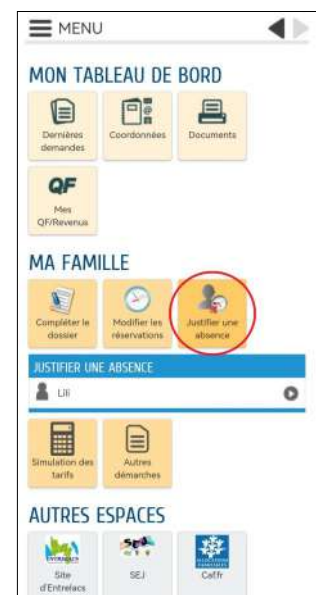 MENU
MON TABLEAU DE BORD
Dernières
demandes
Coordonnées
Documents
QF
Mes
QF/Revenus
MA FAMILLE
Compléter le
dossier
Modifier les
réservations
Justifier une
absence
JUSTIFIER UNE ABSENCE
Lili
Simulation des
tarifs
Autres
démarches
AUTRES ESPACES
Site
d'Entrelacs
SEJ
Caf.fr